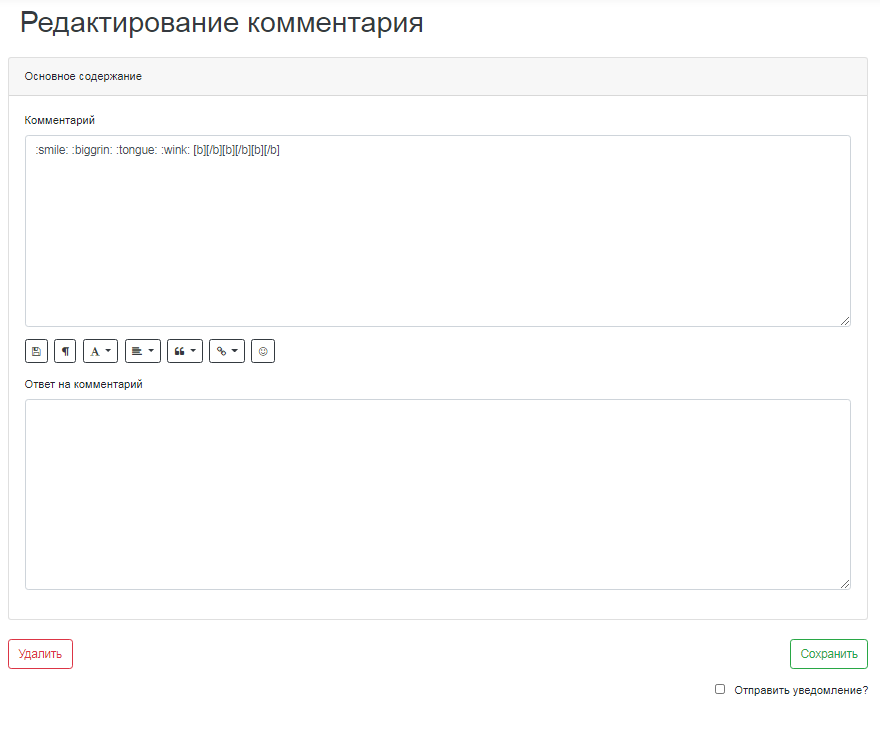 Редактирование комментария
Основное содержание
Комментарий
:smile: :biggrin: :tongue: :wink: [b][/b][b][/b][b][/b]
Ответ на комментарий
Удалить
Сохранить
Отправить уведомление?